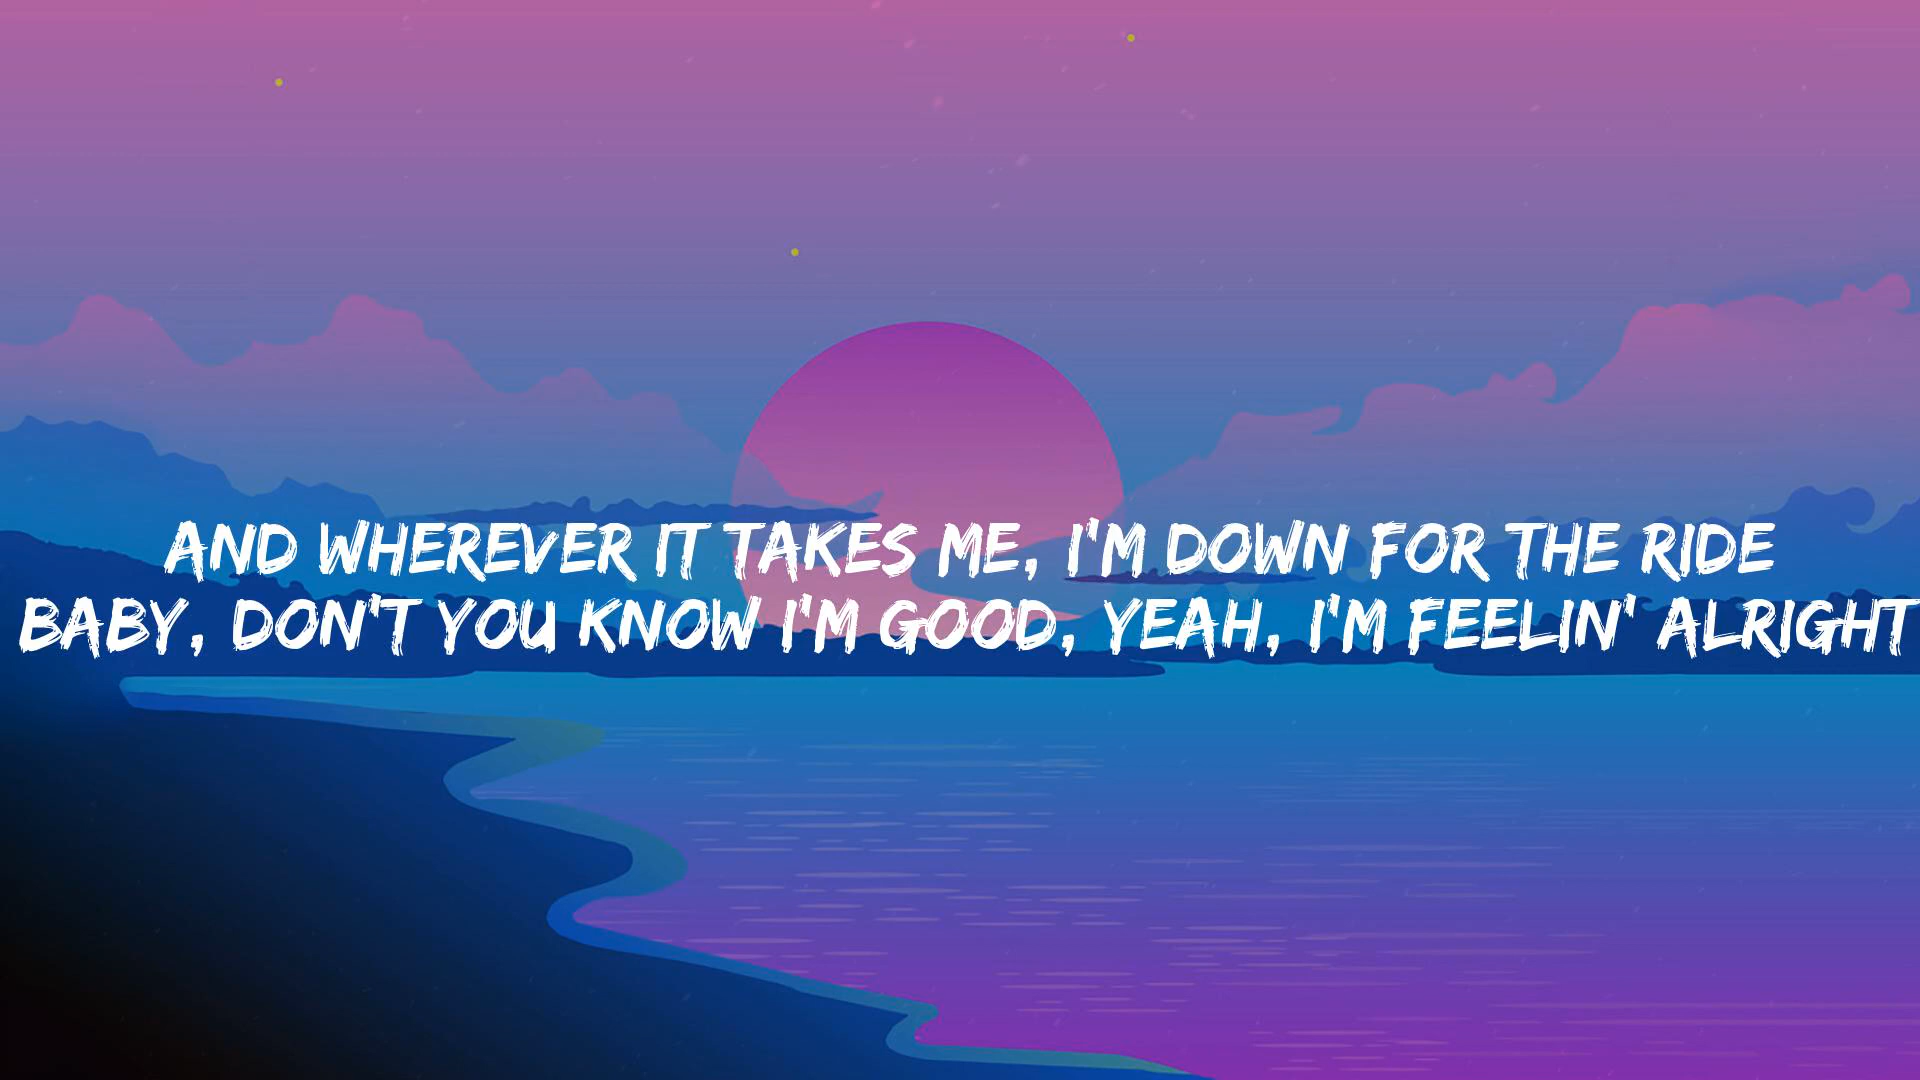 AND WHEREVER IT TAKES ME, I'M DOWN FOR THE RIDE
BABY, DON'T YOU KNOW I'M GOOD, YEAH, I'M FEELIN' ALRIGHT